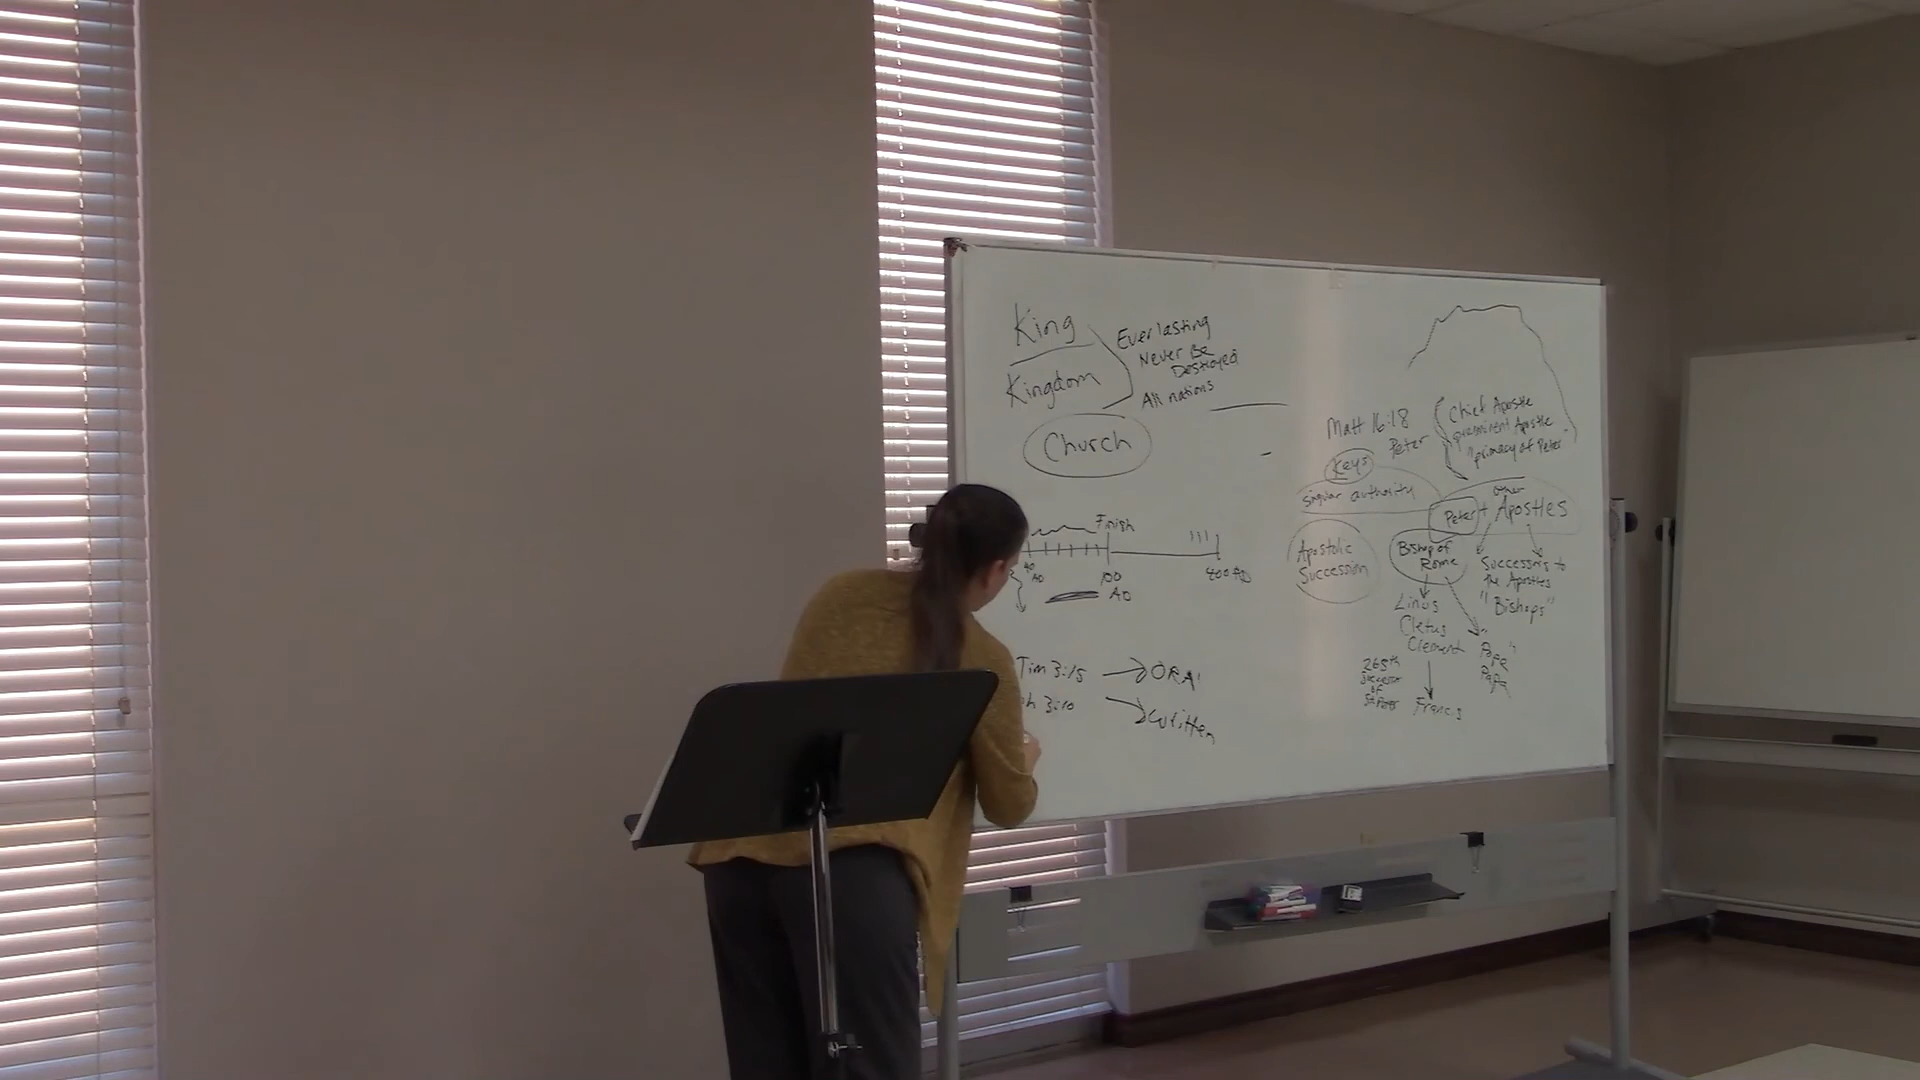 King
Kingdom
Church
Everlasting
Never Be
Destroyed
All nations
Finish
40
AD
100
AD
400 AD
Tim 3:15
h 3:10
ORAl
Written
Matt 16:18
Peter
Keys
singular authority
Chief Apostle
prominent Apostle
"primacy of Peter"
other
Peter + Apostles
Apostolic
Succession
Bishop of
Rome
Successors to
the Apostles
"Bishops"
Linus
Cletus
Clement
"Pope"
Papa
265th
Successor
of
St Peter
Francis